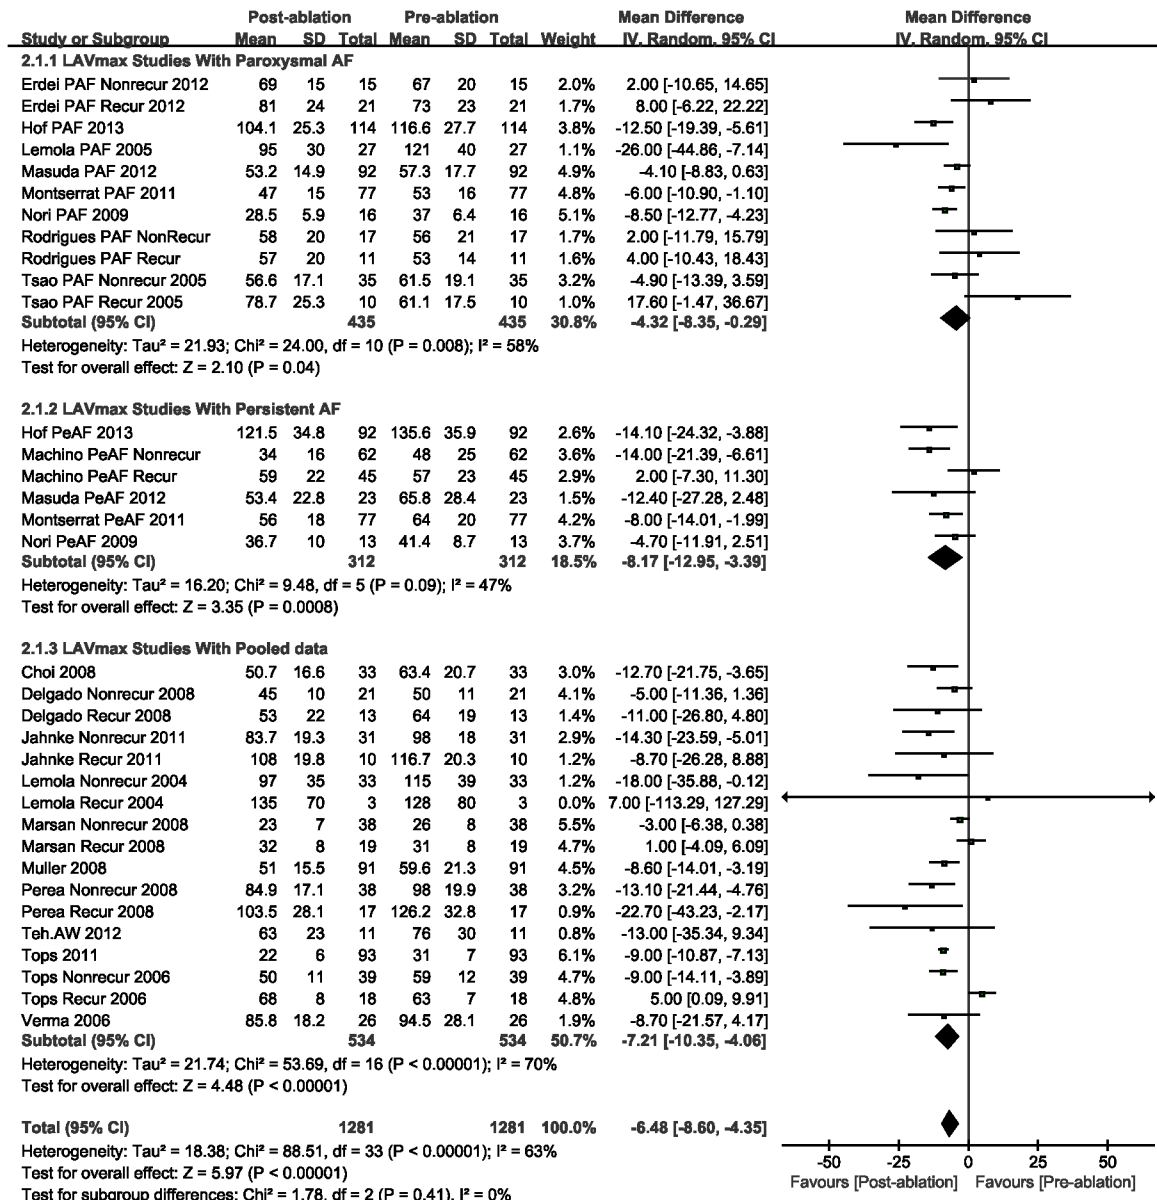 Post-ablation Pre-ablation Mean Difference Mean Difference
Study or Subgroup Mean SD Total Mean SD Total Weight IV. Random. 95% CI IV. Random. 95% CI
2.1.1 LAVmax Studies With Paroxysmal AF
Erdei PAF Nonrecur 2012 69 15 15 67 20 15 2.0% 2.00 [-10.65, 14.65]
Erdei PAF Recur 2012 81 24 21 73 23 21 1.7% 8.00 [-6.22, 22.22]
Hof PAF 2013 104.1 25.3 114 116.6 27.7 114 3.8% -12.50 [-19.39, -5.61]
Lemola PAF 2005 95 30 27 121 40 27 1.1% -26.00 [-44.86, -7.14]
Masuda PAF 2012 53.2 14.9 92 57.3 17.7 92 4.9% -4.10 [-8.83, 0.63]
Montserrat PAF 2011 47 15 77 53 16 77 4.8% -6.00 [-10.90, -1.10]
Nori PAF 2009 28.5 5.9 16 37 6.4 16 5.1% -8.50 [-12.77, -4.23]
Rodrigues PAF NonRecur 58 20 17 56 21 17 1.7% 2.00 [-11.79, 15.79]
Rodrigues PAF Recur 57 20 11 53 14 11 1.6% 4.00 [-10.43, 18.43]
Tsao PAF Nonrecur 2005 56.6 17.1 35 61.5 19.1 35 3.2% -4.90 [-13.39, 3.59]
Tsao PAF Recur 2005 78.7 25.3 10 61.1 17.5 10 1.0% 17.60 [-1.47, 36.67]
Subtotal (95% CI) 435 435 30.8% -4.32 [-8.35, -0.29]
Heterogeneity: Tau² = 21.93; Chi² = 24.00, df = 10 (P = 0.008); I² = 58%
Test for overall effect: Z = 2.10 (P = 0.04)
2.1.2 LAVmax Studies With Persistent AF
Hof PeAF 2013 121.5 34.8 92 135.6 35.9 92 2.6% -14.10 [-24.32, -3.88]
Machino PeAF Nonrecur 34 16 62 48 25 62 3.6% -14.00 [-21.39, -6.61]
Machino PeAF Recur 59 22 45 57 23 45 2.9% 2.00 [-7.30, 11.30]
Masuda PeAF 2012 53.4 22.8 23 65.8 28.4 23 1.5% -12.40 [-27.28, 2.48]
Montserrat PeAF 2011 56 18 77 64 20 77 4.2% -8.00 [-14.01, -1.99]
Nori PeAF 2009 36.7 10 13 41.4 8.7 13 3.7% -4.70 [-11.91, 2.51]
Subtotal (95% CI) 312 312 18.5% -8.17 [-12.95, -3.39]
Heterogeneity: Tau² = 16.20; Chi² = 9.48, df = 5 (P = 0.09); I² = 47%
Test for overall effect: Z = 3.35 (P = 0.0008)
2.1.3 LAVmax Studies With Pooled data
Choi 2008 50.7 16.6 33 63.4 20.7 33 3.0% -12.70 [-21.75, -3.65]
Delgado Nonrecur 2008 45 10 21 50 11 21 4.1% -5.00 [-11.36, 1.36]
Delgado Recur 2008 53 22 13 64 19 13 1.4% -11.00 [-26.80, 4.80]
Jahnke Nonrecur 2011 83.7 19.3 31 98 18 31 2.9% -14.30 [-23.59, -5.01]
Jahnke Recur 2011 108 19.8 10 116.7 20.3 10 1.2% -8.70 [-26.28, 8.88]
Lemola Nonrecur 2004 97 35 33 115 39 33 1.2% -18.00 [-35.88, -0.12]
Lemola Recur 2004 135 70 3 128 80 3 0.0% 7.00 [-113.29, 127.29]
Marsan Nonrecur 2008 23 7 38 26 8 38 5.5% -3.00 [-6.38, 0.38]
Marsan Recur 2008 32 8 19 31 8 19 4.7% 1.00 [-4.09, 6.09]
Muller 2008 51 15.5 91 59.6 21.3 91 4.5% -8.60 [-14.01, -3.19]
Perea Nonrecur 2008 84.9 17.1 38 98 19.9 38 3.2% -13.10 [-21.44, -4.76]
Perea Recur 2008 103.5 28.1 17 126.2 32.8 17 0.9% -22.70 [-43.23, -2.17]
Teh.AW 2012 63 23 11 76 30 11 0.8% -13.00 [-35.34, 9.34]
Tops 2011 22 6 93 31 7 93 6.1% -9.00 [-10.87, -7.13]
Tops Nonrecur 2006 50 11 39 59 12 39 4.7% -9.00 [-14.11, -3.89]
Tops Recur 2006 68 8 18 63 7 18 4.8% 5.00 [0.09, 9.91]
Verma 2006 85.8 18.2 26 94.5 28.1 26 1.9% -8.70 [-21.57, 4.17]
Subtotal (95% CI) 534 534 50.7% -7.21 [-10.35, -4.06]
Heterogeneity: Tau² = 21.74; Chi² = 53.69, df = 16 (P < 0.00001); I² = 70%
Test for overall effect: Z = 4.48 (P < 0.00001)
Total (95% CI) 1281 1281 100.0% -6.48 [-8.60, -4.35]
Heterogeneity: Tau² = 18.38; Chi² = 88.51, df = 33 (P < 0.00001); I² = 63%
Test for overall effect: Z = 5.97 (P < 0.00001)
Test for subgroup differences: Chi² = 1.78, df = 2 (P = 0.41), I² = 0%
-50 -25 0 25 50
Favours [Post-ablation] Favours [Pre-ablation]